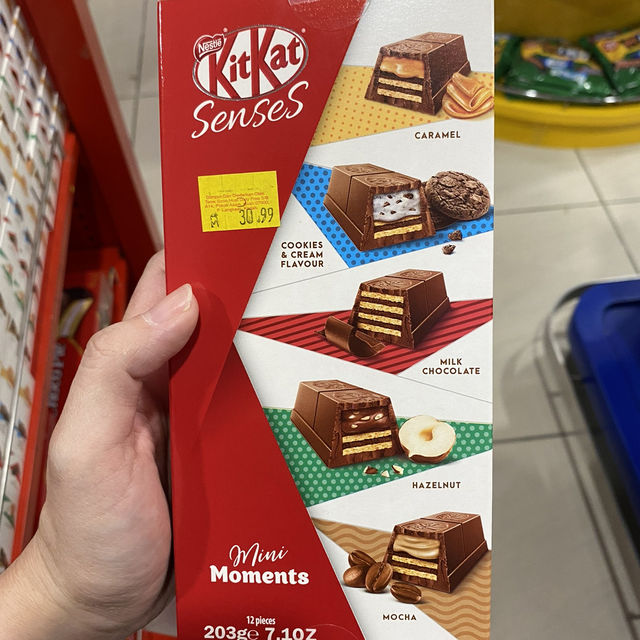 Nestlé
KitKat
Senses
CARAMEL
30.99
COOKIES
& CREAM
FLAVOUR
MILK
CHOCOLATE
HAZELNUT
Mini
Moments
MOCHA
12 pieces
203g e 7.1OZ